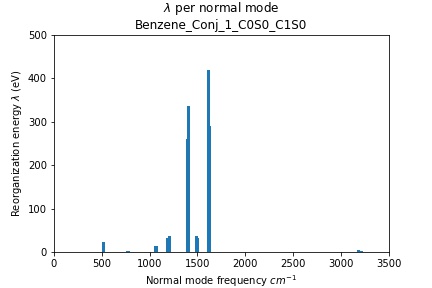 λ per normal mode
Benzene_Conj_1_C0S0_C1S0
Reorganization energy λ (eV)
500
400
300
200
100
0
0 500 1000 1500 2000 2500 3000 3500
Normal mode frequency cm⁻¹